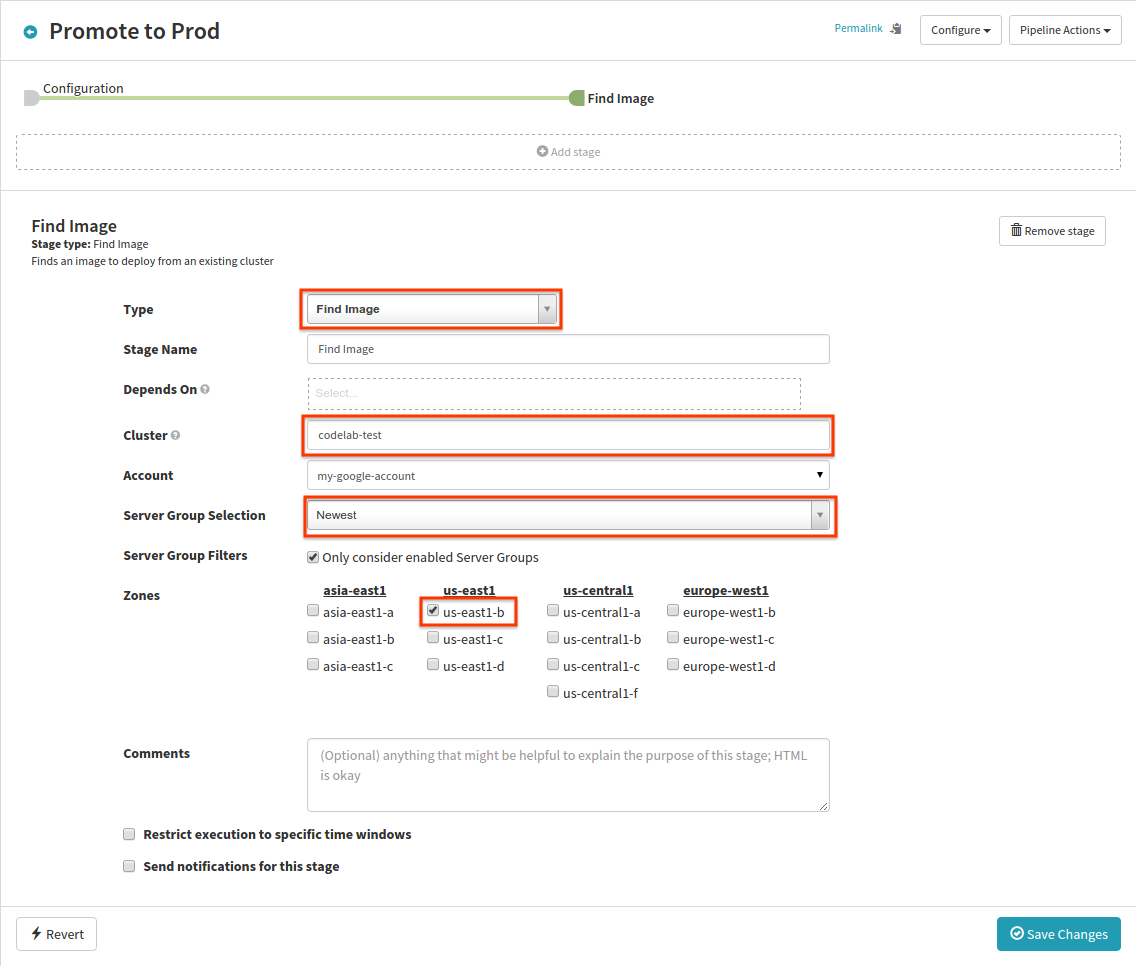 Promote to Prod
Permalink
Configure
Pipeline Actions
Configuration
Find Image
Add stage
Find Image
Remove stage
Stage type: Find Image
Finds an image to deploy from an existing cluster
Type
Find Image
Stage Name
Find Image
Depends On
Select...
Cluster
codelab-test
Account
my-google-account
Server Group Selection
Newest
Server Group Filters
Only consider enabled Server Groups
Zones
asia-east1 us-east1 us-central1 europe-west1
asia-east1-a us-east1-b us-central1-a europe-west1-b
asia-east1-b us-east1-c us-central1-b europe-west1-c
asia-east1-c us-east1-d us-central1-c europe-west1-d
us-central1-f
Comments
(Optional) anything that might be helpful to explain the purpose of this stage; HTML
is okay
Restrict execution to specific time windows
Send notifications for this stage
Revert
Save Changes